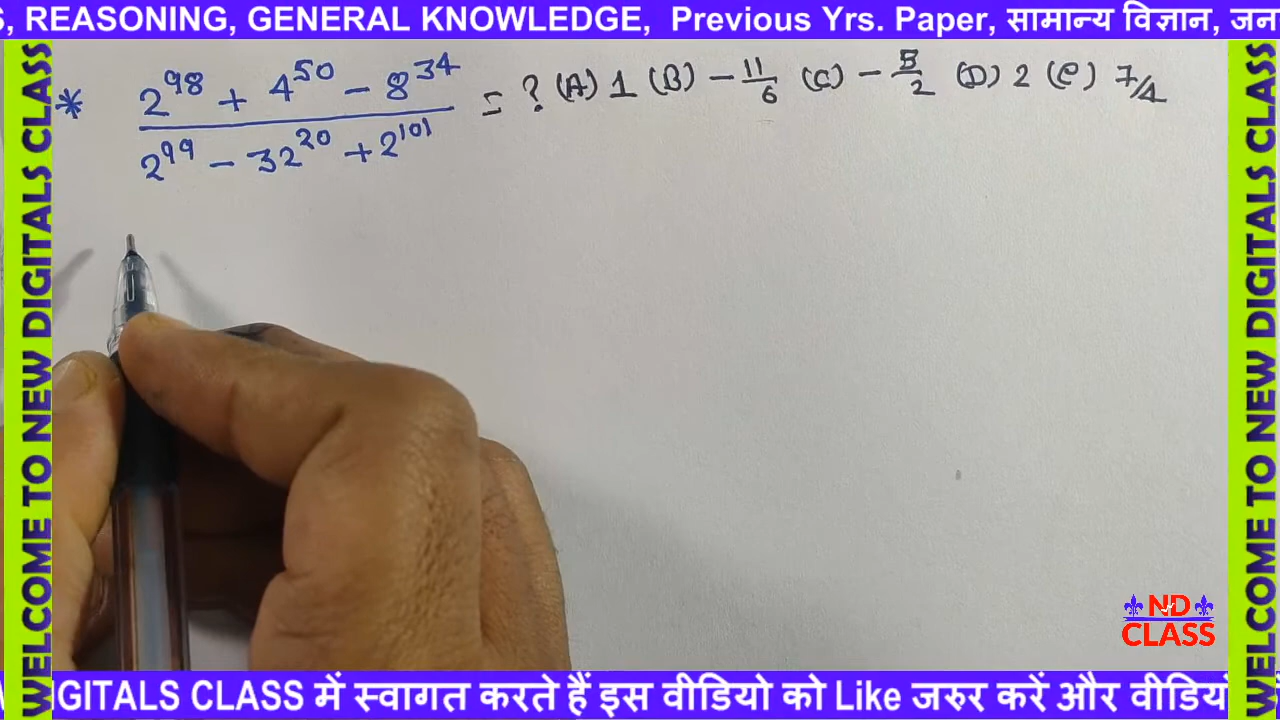 S, REASONING, GENERAL KNOWLEDGE, Previous Yrs. Paper, सामान्य विज्ञान, जन
WELCOME TO NEW DIGITALS CLASS
* (2^98 + 4^50 − 8^34) / (2^99 − 32^20 + 2^101) = ? (A) 1 (B) −11/6 (C) −5/2 (D) 2 (E) 7/4
WELCOME TO NEW DIGITALS CLASS
ND
CLASS
DIGITALS CLASS में स्वागत करते हैं इस वीडियो को Like जरुर करें और वीडियो